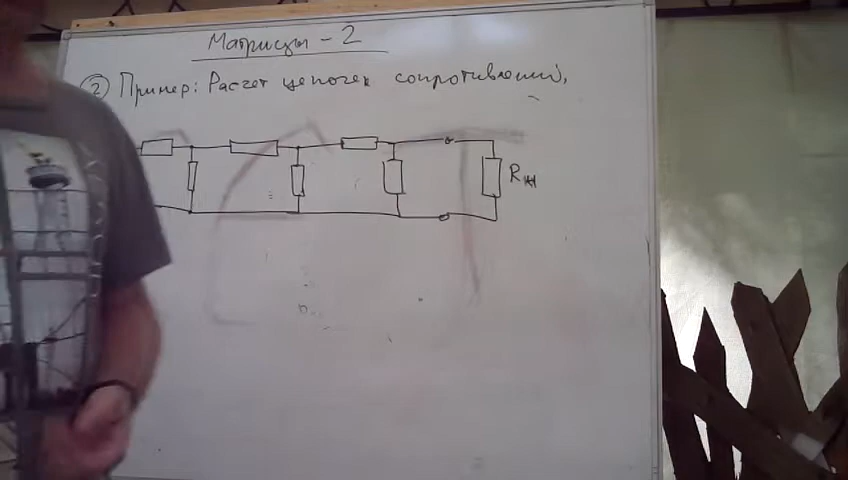 Матрицы - 2
② Пример: Расчет цепочек сопротивлений,
Rн